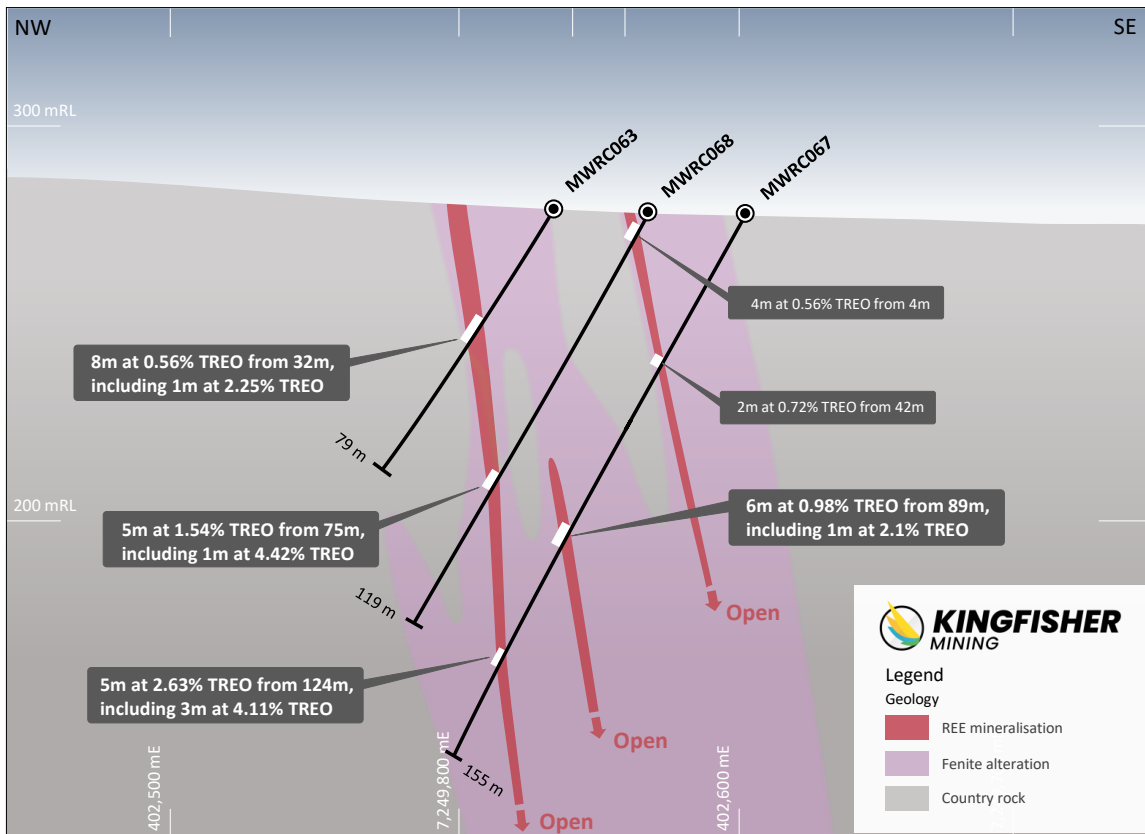 NW
SE
300 mRL
MWRC063
MWRC068
MWRC067
4m at 0.56% TREO from 4m
8m at 0.56% TREO from 32m,
including 1m at 2.25% TREO
2m at 0.72% TREO from 42m
79 m
200 mRL
5m at 1.54% TREO from 75m,
including 1m at 4.42% TREO
6m at 0.98% TREO from 89m,
including 1m at 2.1% TREO
119 m
Open
5m at 2.63% TREO from 124m,
including 3m at 4.11% TREO
Open
155 m
Open
402,500 mE
7,249,800 mE
402,600 mE
KINGFISHER
MINING
Legend
Geology
REE mineralisation
Fenite alteration
Country rock